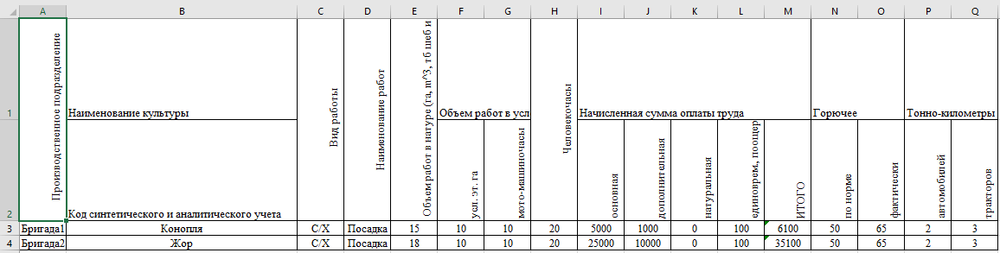 A B C D E F G H I J K L M N O P Q
1 Производственное подразделение Наименование культуры Вид работы Наименование работ Объем работ в натуре (га, m^3, тб шеб и Объем работ в усл Человекочасы Начисленная сумма оплаты труда Горючее Тонно-километры
2 Код синтетического и аналитического учета усл. эт. га мото-машиночасы основная дополнительная натуральная единоврем., поощер ИТОГО по норме фактически автомобилей тракторов
3 Бригада1 Конопля С/Х Посадка 15 10 10 20 5000 1000 0 100 6100 50 65 2 3
4 Бригада2 Жор С/Х Посадка 18 10 10 20 25000 10000 0 100 35100 50 65 2 3